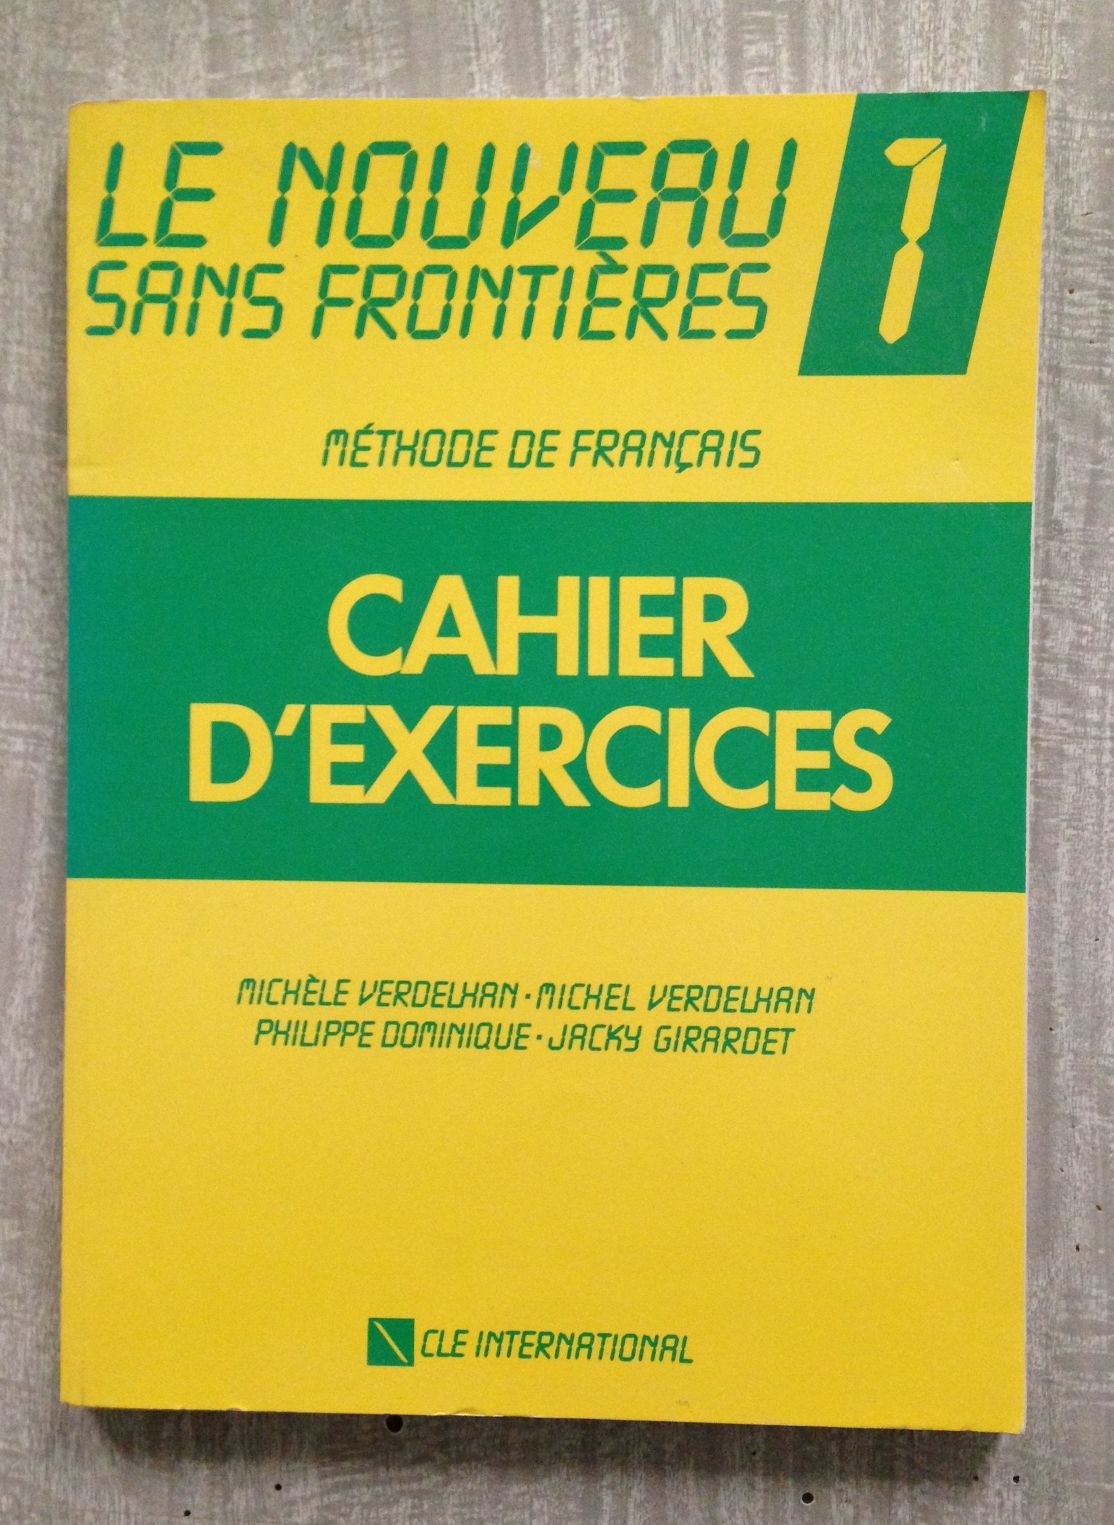 LE NOUVEAU 1
SANS FRONTIÈRES
MÉTHODE DE FRANÇAIS
CAHIER
D'EXERCICES
MICHÈLE VERDELHAN · MICHEL VERDELHAN
PHILIPPE DOMINIQUE · JACKY GIRARDET
CLE INTERNATIONAL